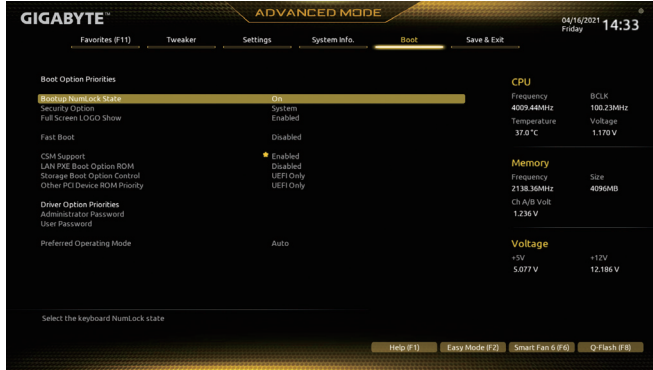 GIGABYTE™
ADVANCED MODE
04/16/2021
Friday
14:33
Favorites (F11) Tweaker Settings System Info. Boot Save & Exit
Boot Option Priorities
Bootup NumLock State On
Security Option System
Full Screen LOGO Show Enabled
Fast Boot Disabled
CSM Support Enabled
LAN PXE Boot Option ROM Disabled
Storage Boot Option Control UEFI Only
Other PCI Device ROM Priority UEFI Only
Driver Option Priorities
Administrator Password
User Password
Preferred Operating Mode Auto
CPU
Frequency BCLK
4009.44MHz 100.23MHz
Temperature Voltage
37.0 °C 1.170 V
Memory
Frequency Size
2138.36MHz 4096MB
Ch A/B Volt
1.236 V
Voltage
+5V +12V
5.077 V 12.186 V
Select the keyboard NumLock state
Help (F1) Easy Mode (F2) Smart Fan 6 (F6) Q-Flash (F8)